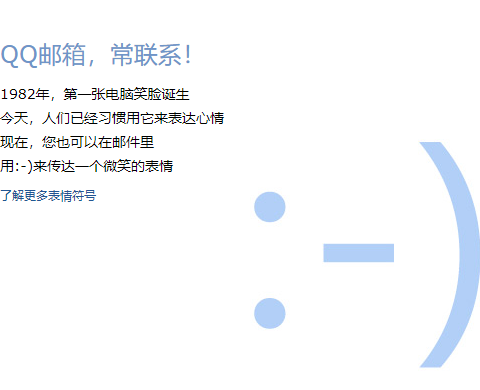 QQ邮箱，常联系！
1982年，第一张电脑笑脸诞生
今天，人们已经习惯用它来表达心情
现在，您也可以在邮件里
用:-)来传达一个微笑的表情
了解更多表情符号
:-)